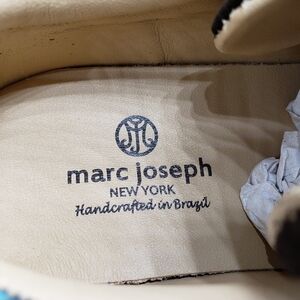 marc joseph
NEW YORK
Handcrafted in Brazil